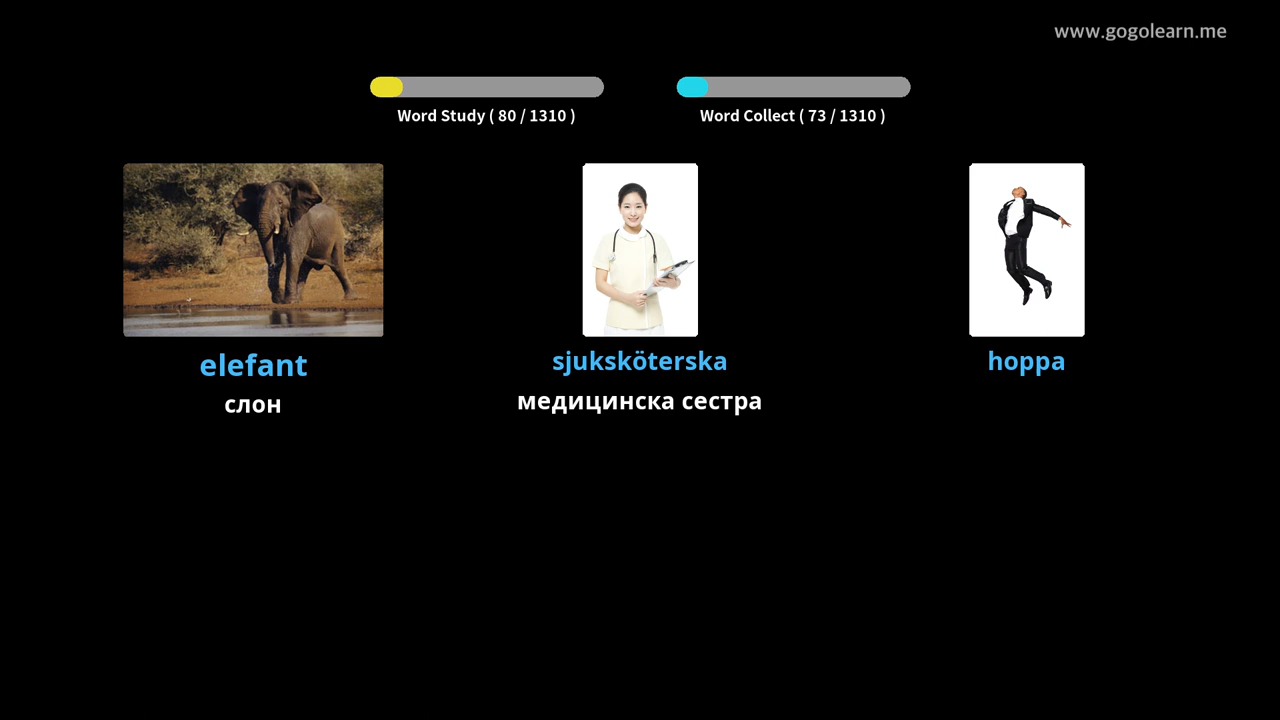 www.gogolearn.me
Word Study ( 80 / 1310 )
Word Collect ( 73 / 1310 )
elefant
слон
sjuksköterska
медицинска сестра
hoppa